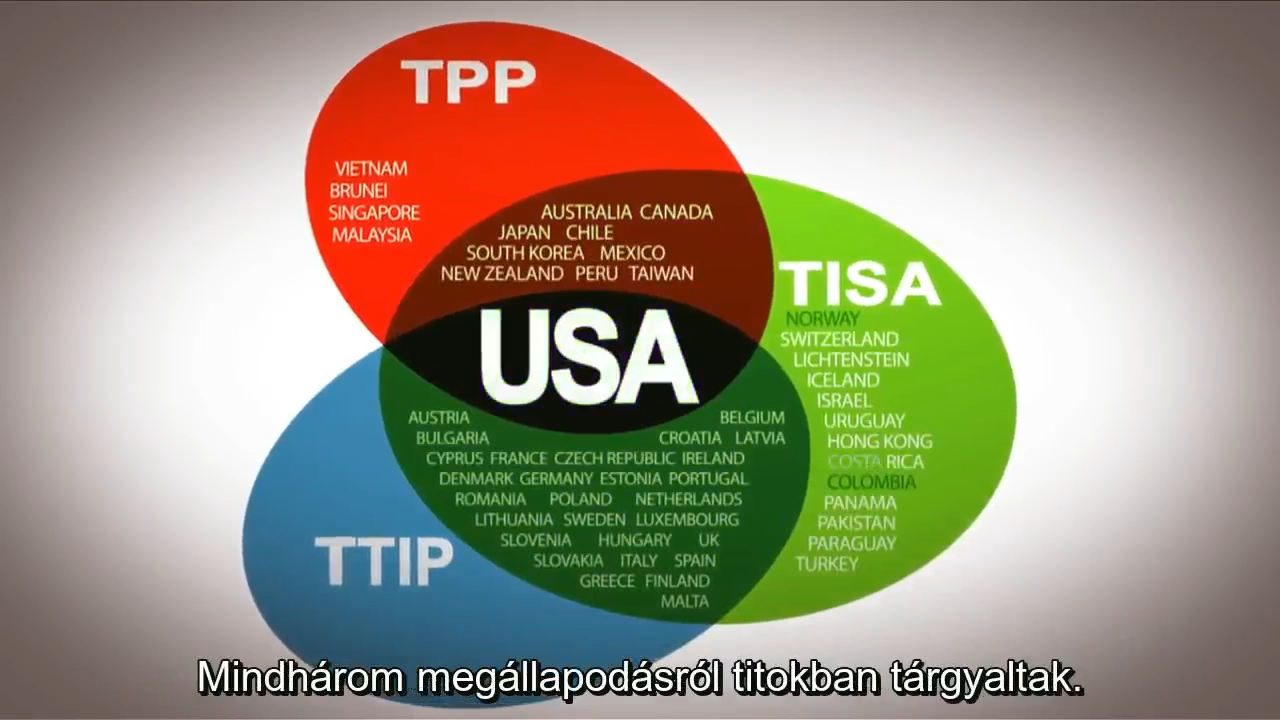 TPP
VIETNAM
BRUNEI
SINGAPORE
MALAYSIA
AUSTRALIA CANADA
JAPAN CHILE
SOUTH KOREA MEXICO
NEW ZEALAND PERU TAIWAN
USA
TISA
NORWAY
SWITZERLAND
LICHTENSTEIN
ICELAND
ISRAEL
URUGUAY
HONG KONG
COSTA RICA
COLOMBIA
PANAMA
PAKISTAN
PARAGUAY
TURKEY
AUSTRIA BELGIUM
BULGARIA CROATIA LATVIA
CYPRUS FRANCE CZECH REPUBLIC IRELAND
DENMARK GERMANY ESTONIA PORTUGAL
ROMANIA POLAND NETHERLANDS
LITHUANIA SWEDEN LUXEMBOURG
SLOVENIA HUNGARY UK
SLOVAKIA ITALY SPAIN
GREECE FINLAND
MALTA
TTIP
Mindhárom megállapodásról titokban tárgyaltak.